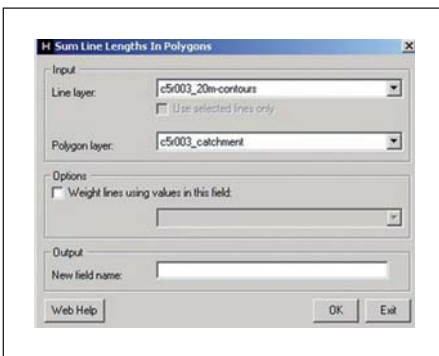 H Sum Line Lengths In Polygons
Input
Line layer: c5r003_20m-contours
Use selected lines only
Polygon layer: c5r003_catchment
Options
Weight lines using values in this field:
Output
New field name:
Web Help OK Exit